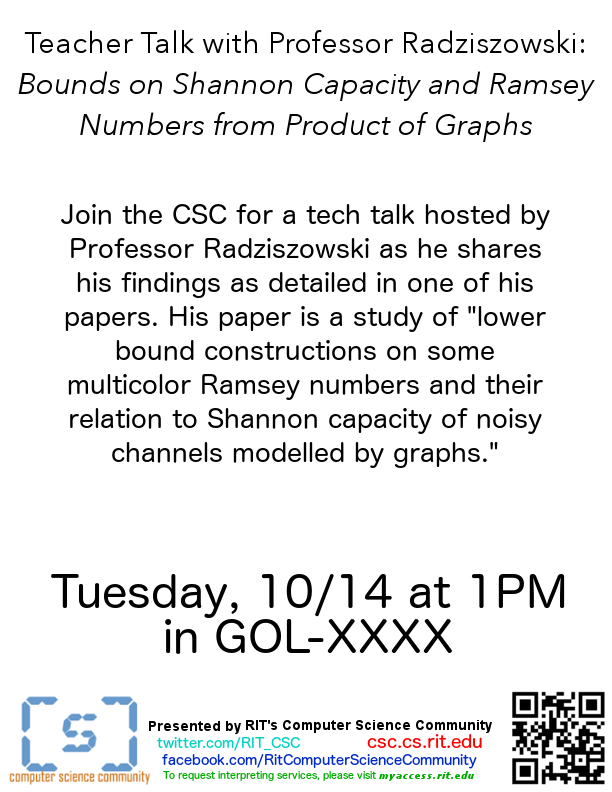 Teacher Talk with Professor Radziszowski:
Bounds on Shannon Capacity and Ramsey
Numbers from Product of Graphs
Join the CSC for a tech talk hosted by
Professor Radziszowski as he shares
his findings as detailed in one of his
papers. His paper is a study of "lower
bound constructions on some
multicolor Ramsey numbers and their
relation to Shannon capacity of noisy
channels modelled by graphs."
Tuesday, 10/14 at 1PM
in GOL-XXXX
[s]
computer science community
Presented by RIT's Computer Science Community
twitter.com/RIT_CSC csc.cs.rit.edu
facebook.com/RitComputerScienceCommunity
To request interpreting services, please visit myaccess.rit.edu